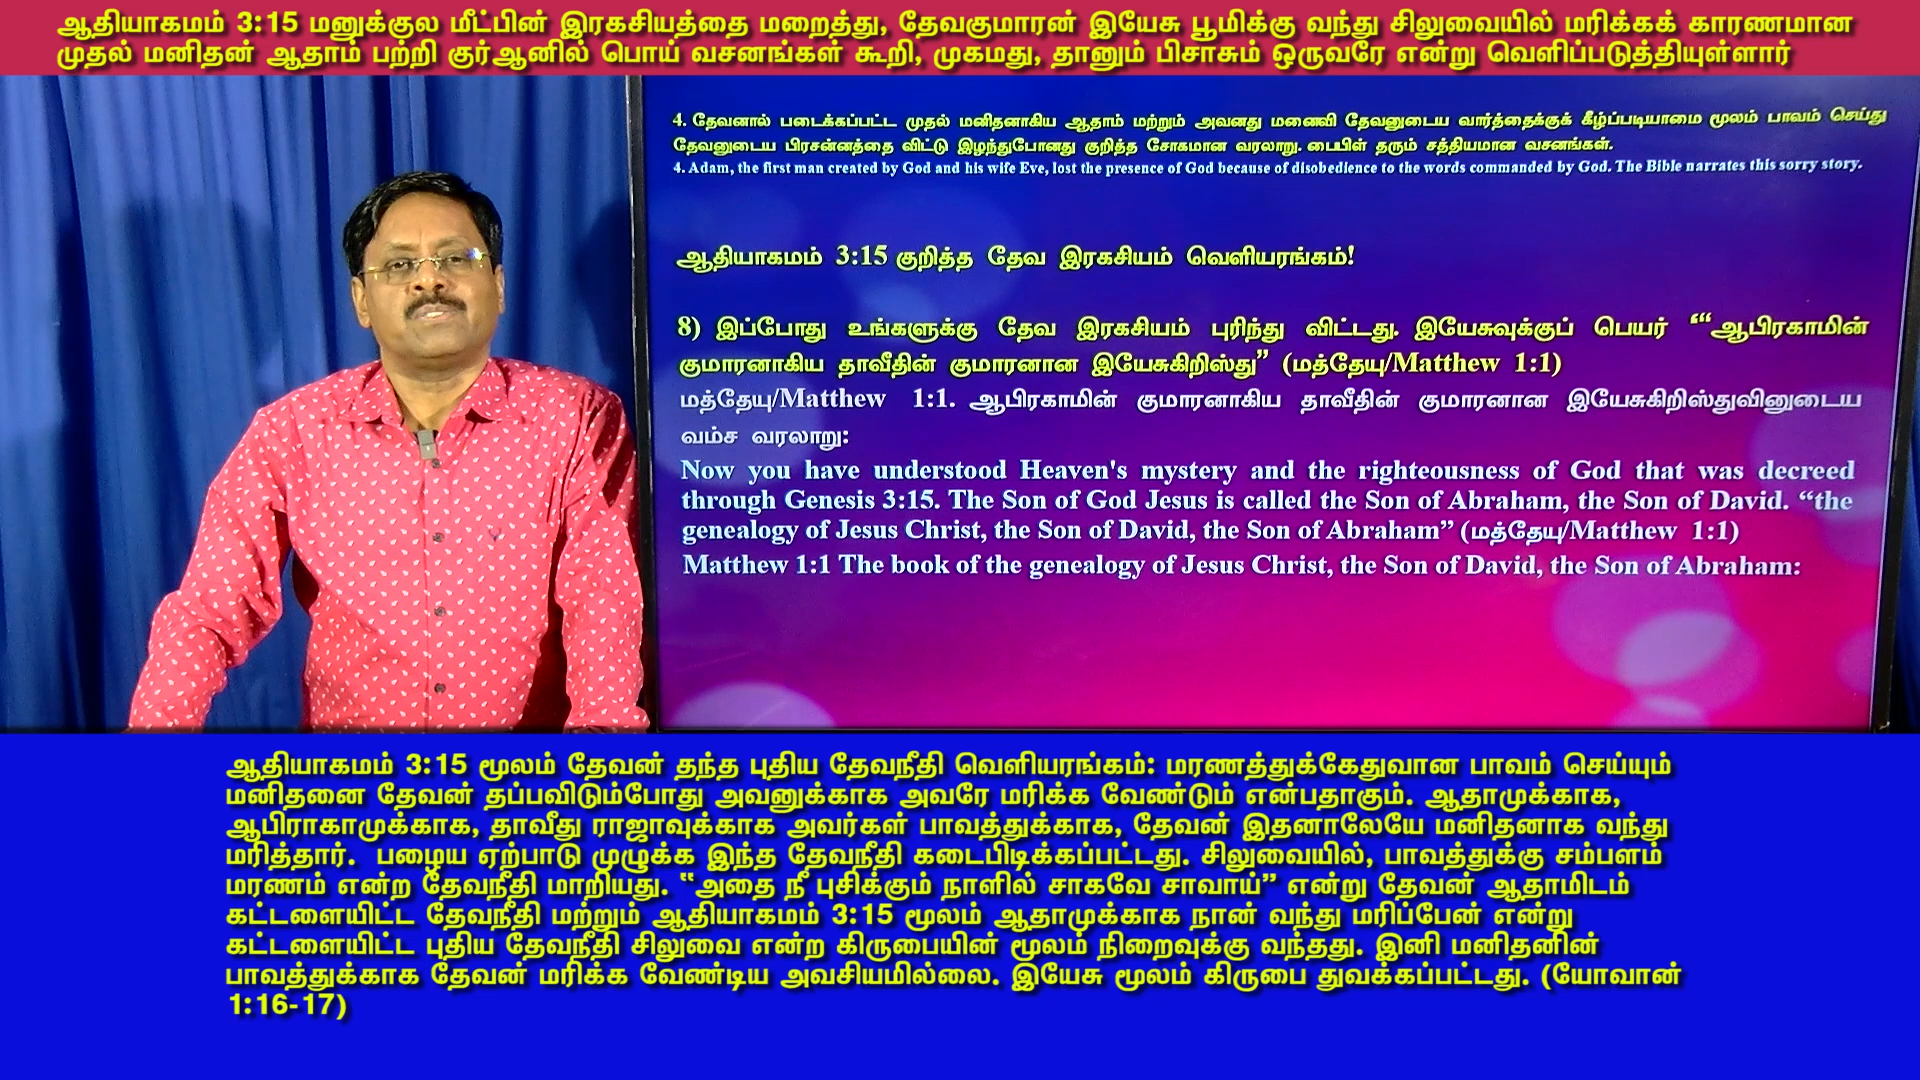 ஆதியாகமம் 3:15 மனுக்குல மீட்பின் இரகசியத்தை மறைத்து, தேவகுமாரன் இயேசு பூமிக்கு வந்து சிலுவையில் மரிக்கக் காரணமான
முதல் மனிதன் ஆதாம் பற்றி குர்ஆனில் பொய் வசனங்கள் கூறி, முகமது, தானும் பிசாசும் ஒருவரே என்று வெளிப்படுத்தியுள்ளார்
4. தேவனால் படைக்கப்பட்ட முதல் மனிதனாகிய ஆதாம் மற்றும் அவனது மனைவி தேவனுடைய வார்த்தைக்குக் கீழ்ப்படியாமை மூலம் பாவம் செய்து
தேவனுடைய பிரசன்னத்தை விட்டு இழந்துபோனது குறித்த சோகமான வரலாறு. பைபிள் தரும் சத்தியமான வசனங்கள்.
4. Adam, the first man created by God and his wife Eve, lost the presence of God because of disobedience to the words commanded by God. The Bible narrates this sorry story.
ஆதியாகமம் 3:15 குறித்த தேவ இரகசியம் வெளியரங்கம்!
8) இப்போது உங்களுக்கு தேவ இரகசியம் புரிந்து விட்டது. இயேசுவுக்குப் பெயர் “‘‘ஆபிரகாமின்
குமாரனாகிய தாவீதின் குமாரனான இயேசுகிறிஸ்து” (மத்தேயு/Matthew 1:1)
மத்தேயு/Matthew 1:1. ஆபிரகாமின் குமாரனாகிய தாவீதின் குமாரனான இயேசுகிறிஸ்துவினுடைய
வம்ச வரலாறு:
Now you have understood Heaven's mystery and the righteousness of God that was decreed
through Genesis 3:15. The Son of God Jesus is called the Son of Abraham, the Son of David. “the
genealogy of Jesus Christ, the Son of David, the Son of Abraham” (மத்தேயு/Matthew 1:1)
Matthew 1:1 The book of the genealogy of Jesus Christ, the Son of David, the Son of Abraham:
ஆதியாகமம் 3:15 மூலம் தேவன் தந்த புதிய தேவநீதி வெளியரங்கம்: மரணத்துக்கேதுவான பாவம் செய்யும்
மனிதனை தேவன் தப்பவிடும்போது அவனுக்காக அவரே மரிக்க வேண்டும் என்பதாகும். ஆதாமுக்காக,
ஆபிராகாமுக்காக, தாவீது ராஜாவுக்காக அவர்கள் பாவத்துக்காக, தேவன் இதனாலேயே மனிதனாக வந்து
மரித்தார். பழைய ஏற்பாடு முழுக்க இந்த தேவநீதி கடைபிடிக்கப்பட்டது. சிலுவையில், பாவத்துக்கு சம்பளம்
மரணம் என்ற தேவநீதி மாறியது. “அதை நீ புசிக்கும் நாளில் சாகவே சாவாய்” என்று தேவன் ஆதாமிடம்
கட்டளையிட்ட தேவநீதி மற்றும் ஆதியாகமம் 3:15 மூலம் ஆதாமுக்காக நான் வந்து மரிப்பேன் என்று
கட்டளையிட்ட புதிய தேவநீதி சிலுவை என்ற கிருபையின் மூலம் நிறைவுக்கு வந்தது. இனி மனிதனின்
பாவத்துக்காக தேவன் மரிக்க வேண்டிய அவசியமில்லை. இயேசு மூலம் கிருபை துவக்கப்பட்டது. (யோவான்
1:16-17)